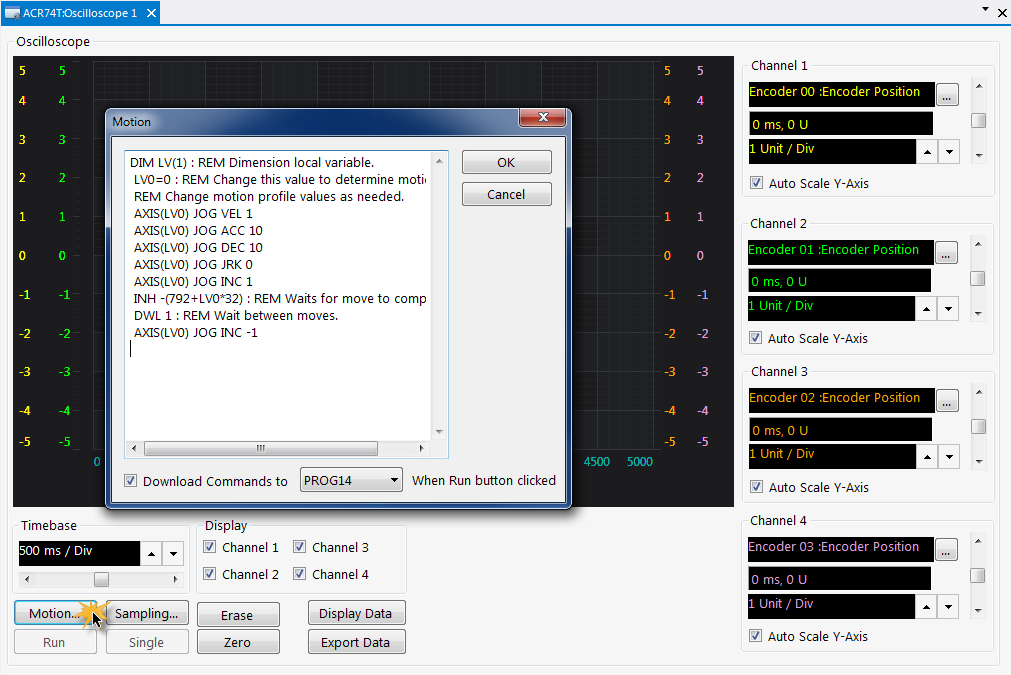 ACR74T:Oscilloscope 1
Oscilloscope
5 5 5 5
4 4 4 4
3 3 3 3
2 2 2 2
1 1 1 1
0 0 0 0
-1 -1 -1 -1
-2 -2 -2 -2
-3 -3 -3 -3
-4 -4 -4 -4
-5 -5 -5 -5
0 4500 5000
Motion
DIM LV(1) : REM Dimension local variable.
LV0=0 : REM Change this value to determine moti
REM Change motion profile values as needed.
AXIS(LV0) JOG VEL 1
AXIS(LV0) JOG ACC 10
AXIS(LV0) JOG DEC 10
AXIS(LV0) JOG JRK 0
AXIS(LV0) JOG INC 1
INH -(792+LV0*32) : REM Waits for move to comp
DWL 1 : REM Wait between moves.
AXIS(LV0) JOG INC -1
OK
Cancel
Download Commands to PROG14 When Run button clicked
Channel 1
Encoder 00 :Encoder Position ...
0 ms, 0 U
1 Unit / Div
Auto Scale Y-Axis
Channel 2
Encoder 01 :Encoder Position ...
0 ms, 0 U
1 Unit / Div
Auto Scale Y-Axis
Channel 3
Encoder 02 :Encoder Position ...
0 ms, 0 U
1 Unit / Div
Auto Scale Y-Axis
Channel 4
Encoder 03 :Encoder Position ...
0 ms, 0 U
1 Unit / Div
Auto Scale Y-Axis
Timebase
500 ms / Div
Display
Channel 1 Channel 3
Channel 2 Channel 4
Motion... Sampling... Erase Display Data
Run Single Zero Export Data